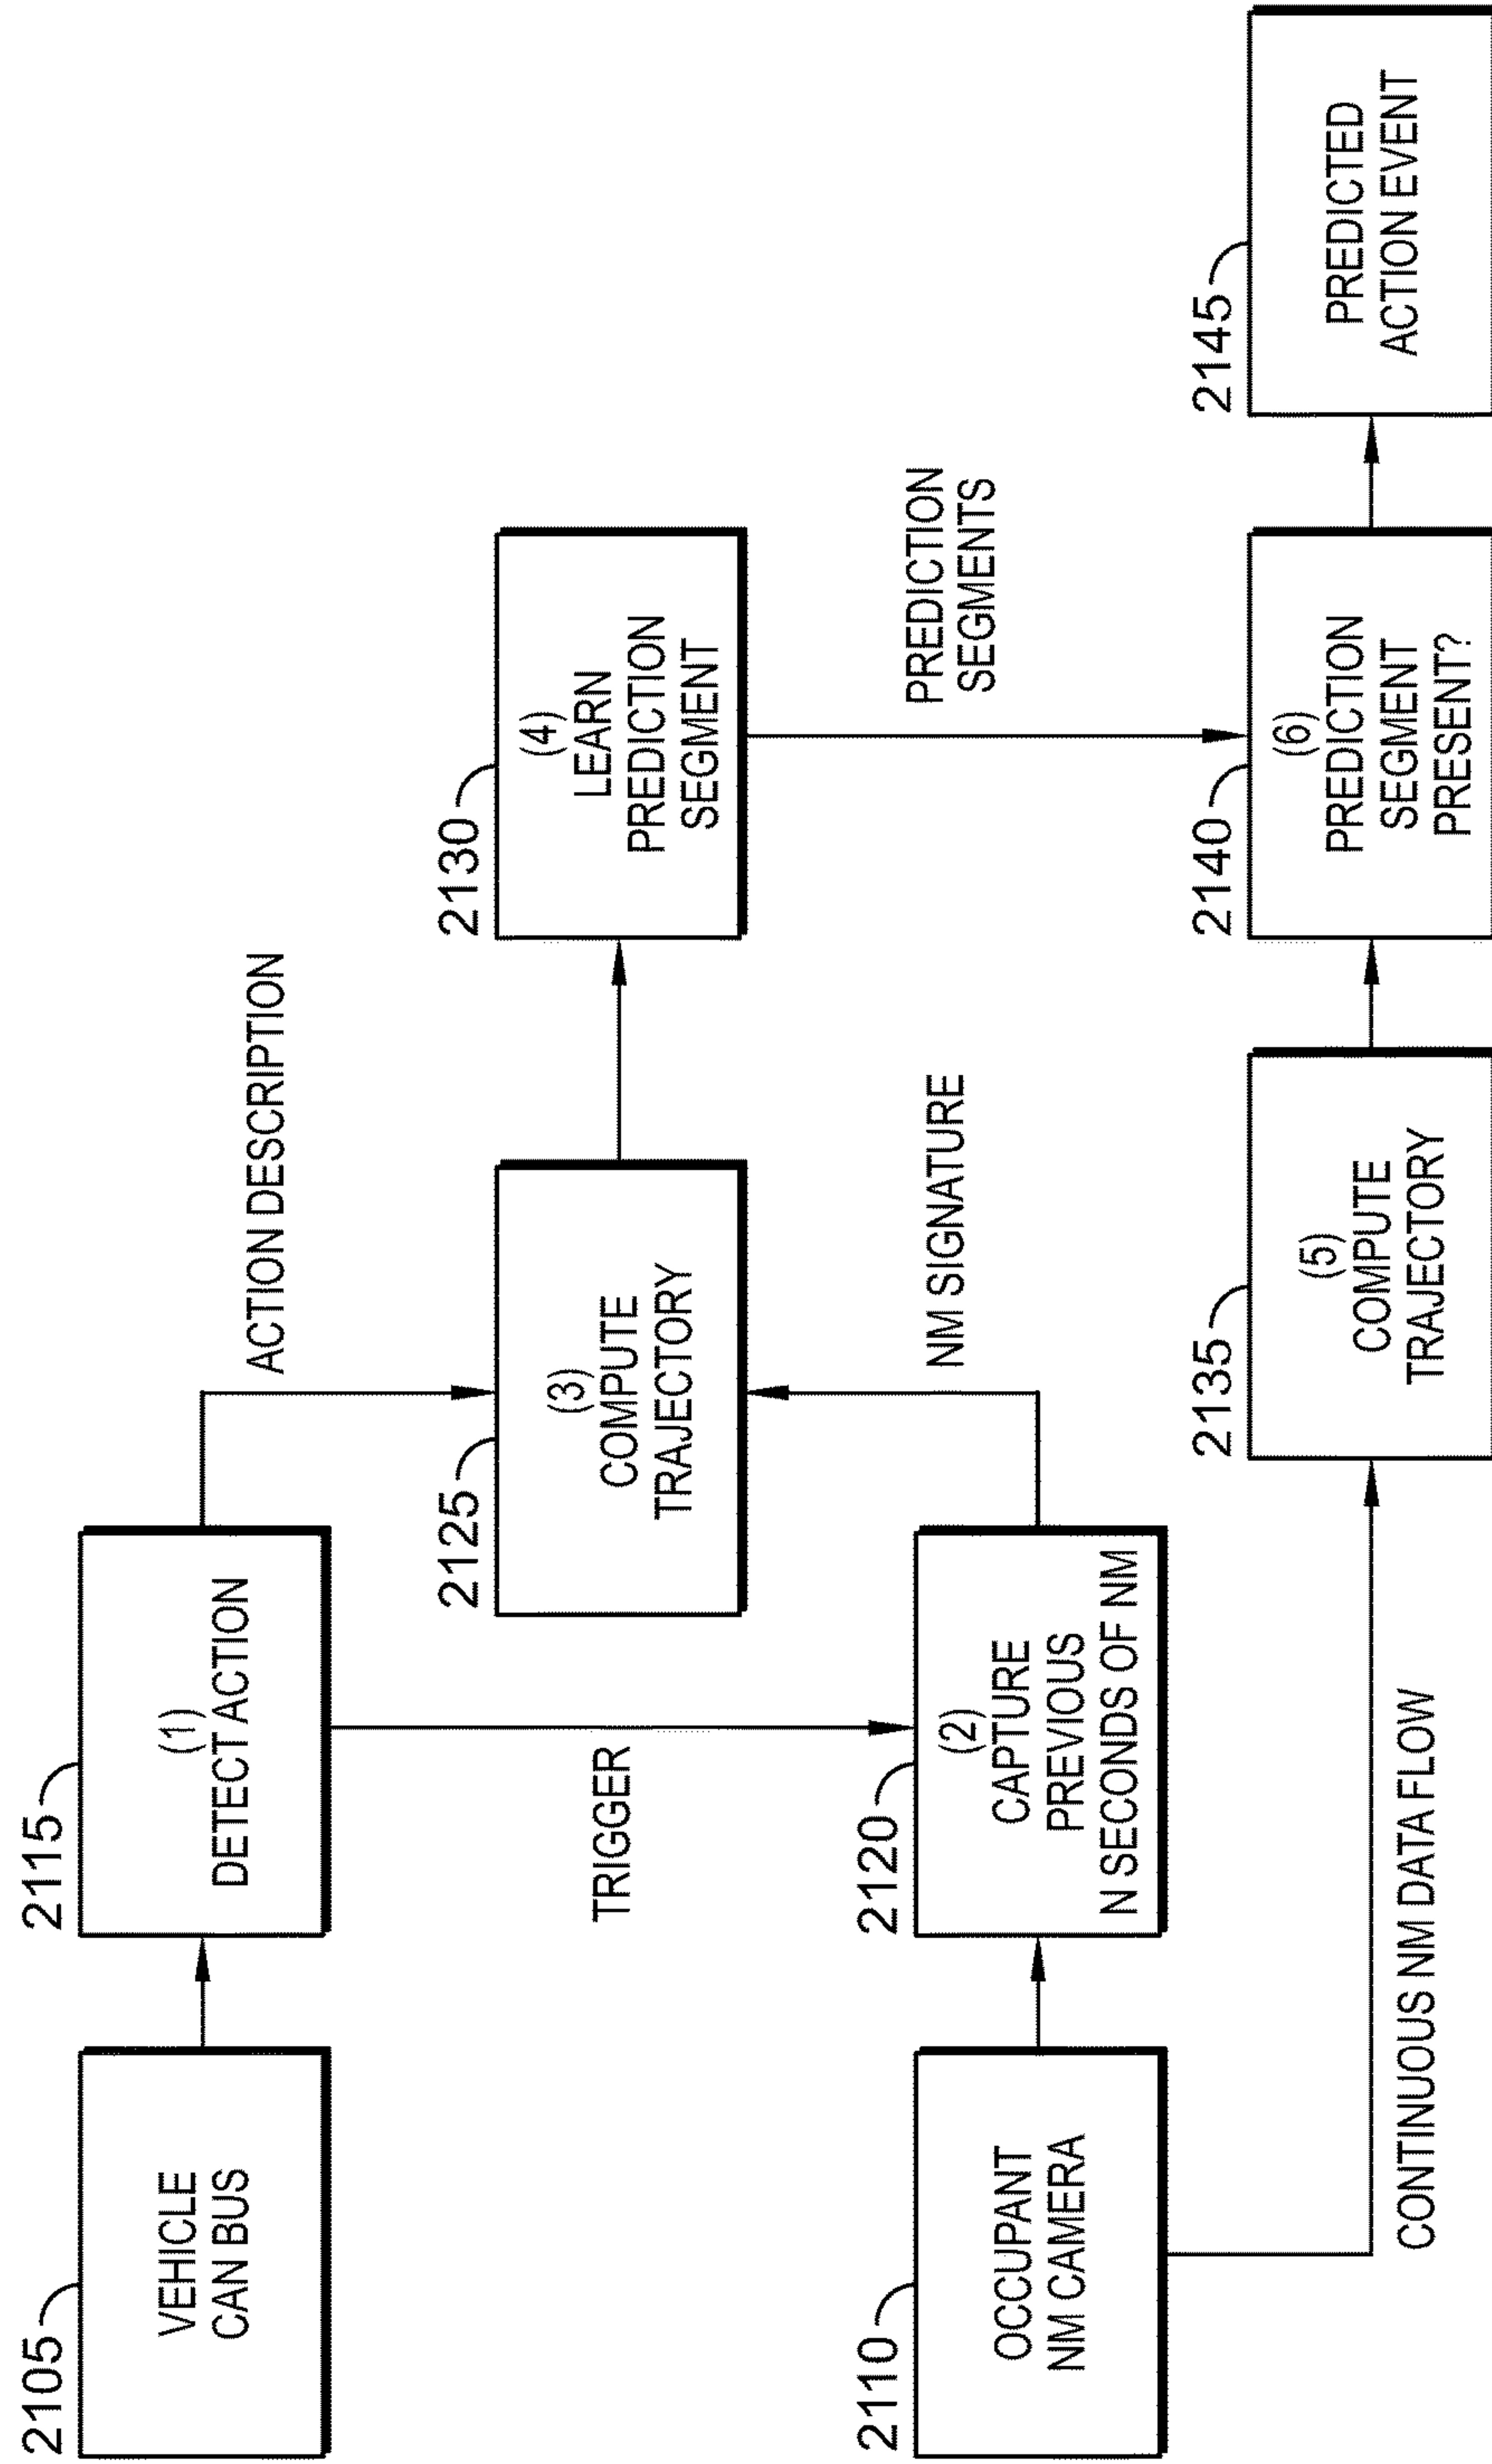 2105
VEHICLE
CAN BUS
2115
(1)
DETECT ACTION
ACTION DESCRIPTION
TRIGGER
2125
(3)
COMPUTE
TRAJECTORY
2130
(4)
LEARN
PREDICTION
SEGMENT
2110
OCCUPANT
NM CAMERA
2120
(2)
CAPTURE
PREVIOUS
N SECONDS OF NM
NM SIGNATURE
PREDICTION
SEGMENTS
CONTINUOUS NM DATA FLOW
2135
(5)
COMPUTE
TRAJECTORY
2140
(6)
PREDICTION
SEGMENT
PRESENT?
2145
PREDICTED
ACTION EVENT